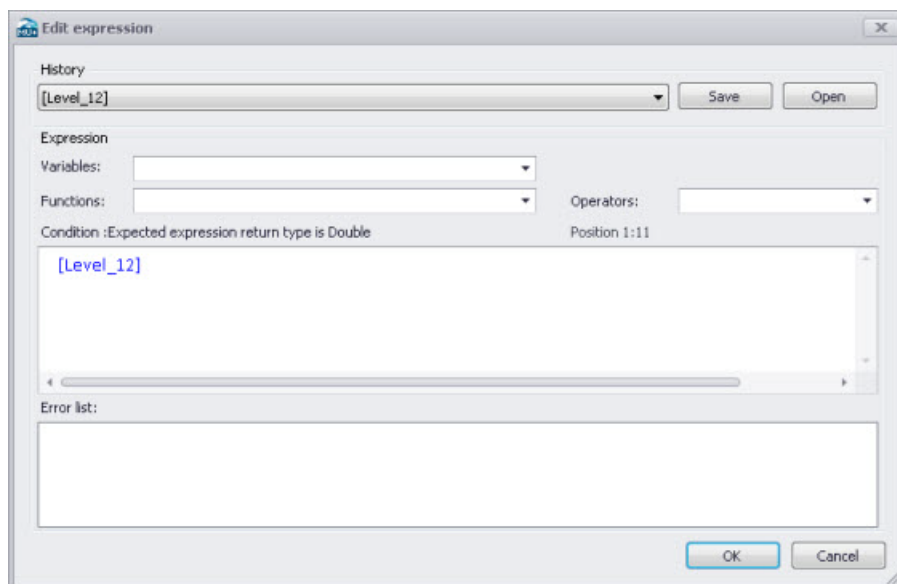 Edit expression
History
[Level_12]
Save
Open
Expression
Variables:
Functions:
Operators:
Condition :Expected expression return type is Double
Position 1:11
[Level_12]
Error list:
OK
Cancel